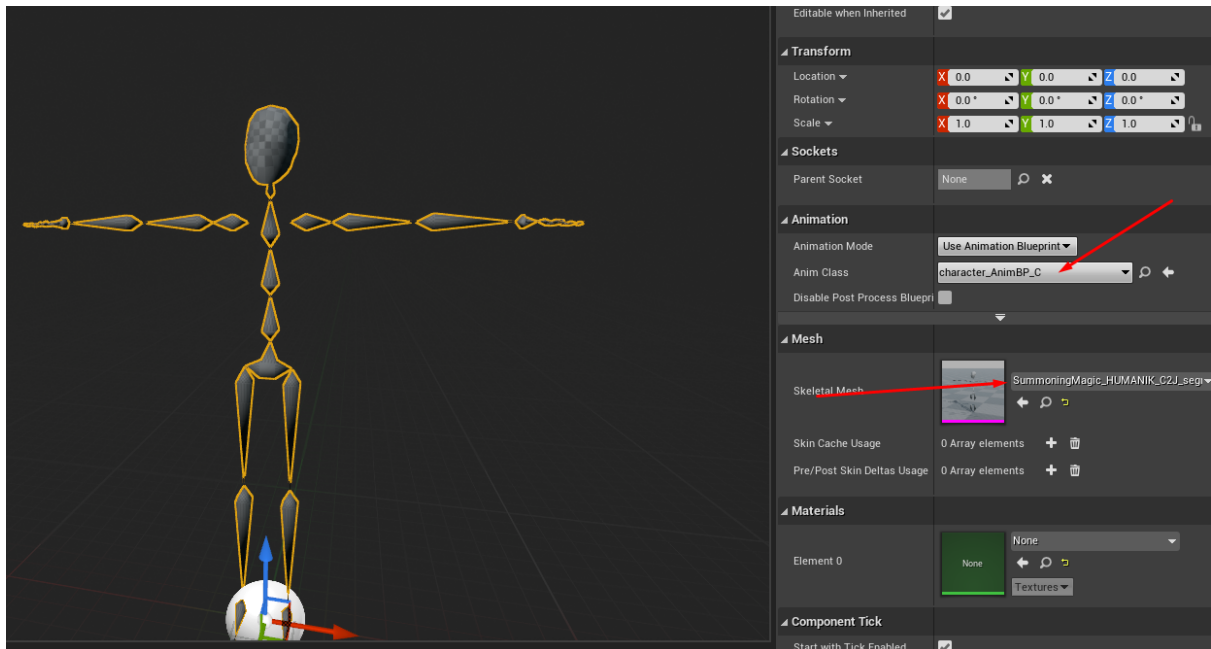 Editable when Inherited
Transform
Location X 0.0 Y 0.0 Z 0.0
Rotation X 0.0° Y 0.0° Z 0.0°
Scale X 1.0 Y 1.0 Z 1.0
Sockets
Parent Socket None
Animation
Animation Mode Use Animation Blueprint
Anim Class character_AnimBP_C
Disable Post Process Bluepri
Mesh
Skeletal Mesh SummoningMagic_HUMANIK_C2J_seg
Skin Cache Usage 0 Array elements
Pre/Post Skin Deltas Usage 0 Array elements
Materials
None
Element 0 None
Textures
Component Tick
Start with Tick Enabled